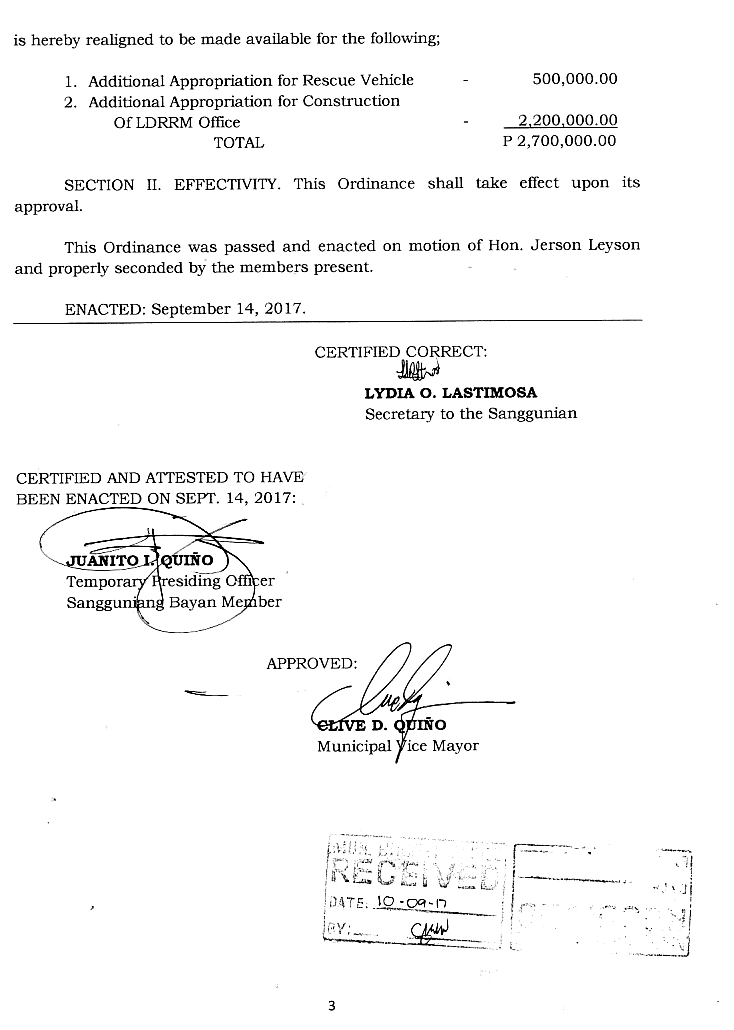 is hereby realigned to be made available for the following;
1. Additional Appropriation for Rescue Vehicle - 500,000.00
2. Additional Appropriation for Construction
Of LDRRM Office - 2,200,000.00
TOTAL P 2,700,000.00
SECTION II. EFFECTIVITY. This Ordinance shall take effect upon its
approval.
This Ordinance was passed and enacted on motion of Hon. Jerson Leyson
and properly seconded by the members present.
ENACTED: September 14, 2017.
CERTIFIED CORRECT:
LYDIA O. LASTIMOSA
Secretary to the Sanggunian
CERTIFIED AND ATTESTED TO HAVE
BEEN ENACTED ON SEPT. 14, 2017:
JUANITO I. QUIÑO
Temporary Presiding Officer
Sangguniang Bayan Member
APPROVED:
CLIVE D. QUIÑO
Municipal Vice Mayor
RECEIVED
DATE: 10-09-17
BY:
3